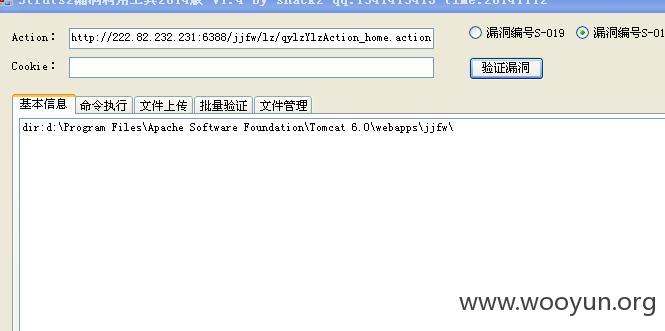 Struts2漏洞利用工具2014版 V1.4 by shack2 qq:1341413415 time:20141112
Action: http://222.82.232.231:6388/jjfw/lz/qylzYlzAction_home.action
漏洞编号S-019 漏洞编号S-01
Cookie:
验证漏洞
基本信息 命令执行 文件上传 批量验证 文件管理
dir:d:\Program Files\Apache Software Foundation\Tomcat 6.0\webapps\jjfw\
www.wooyun.org